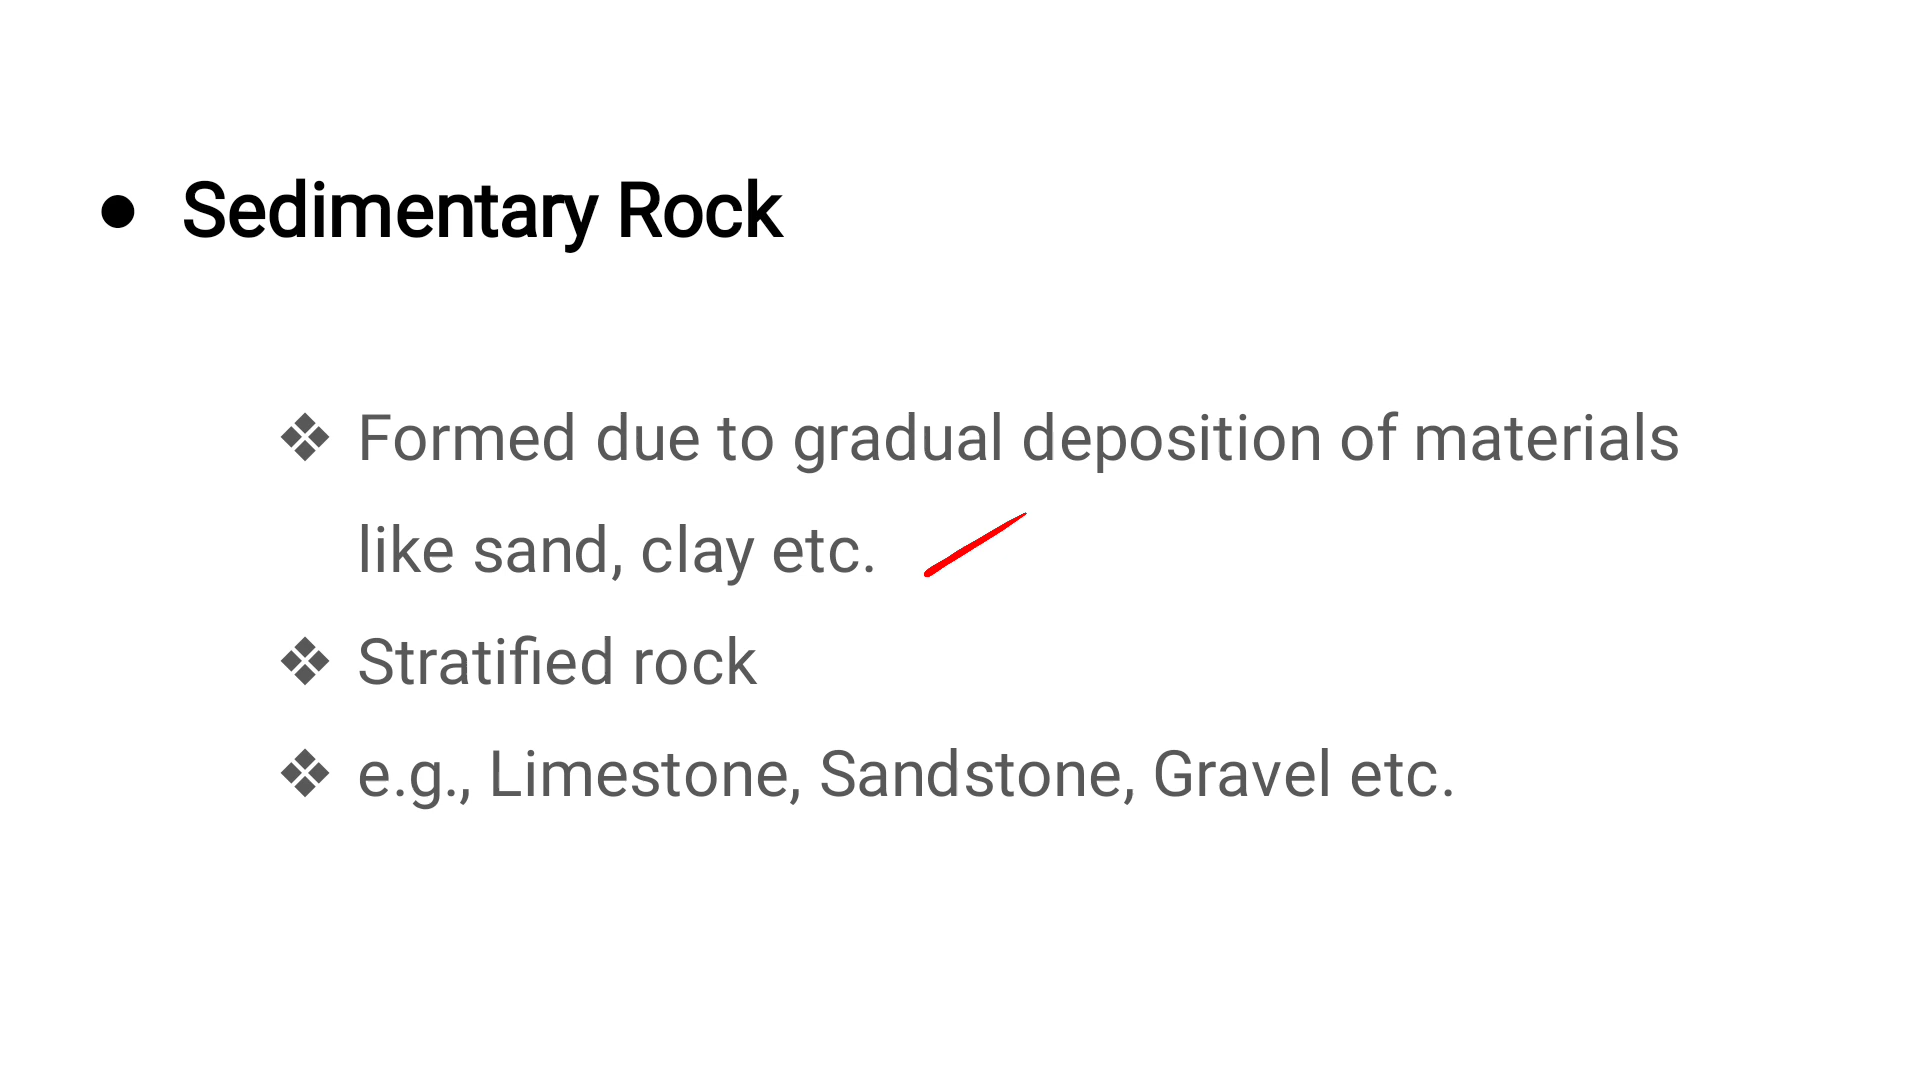 ● Sedimentary Rock
❖ Formed due to gradual deposition of materials
like sand, clay etc.
❖ Stratified rock
❖ e.g., Limestone, Sandstone, Gravel etc.